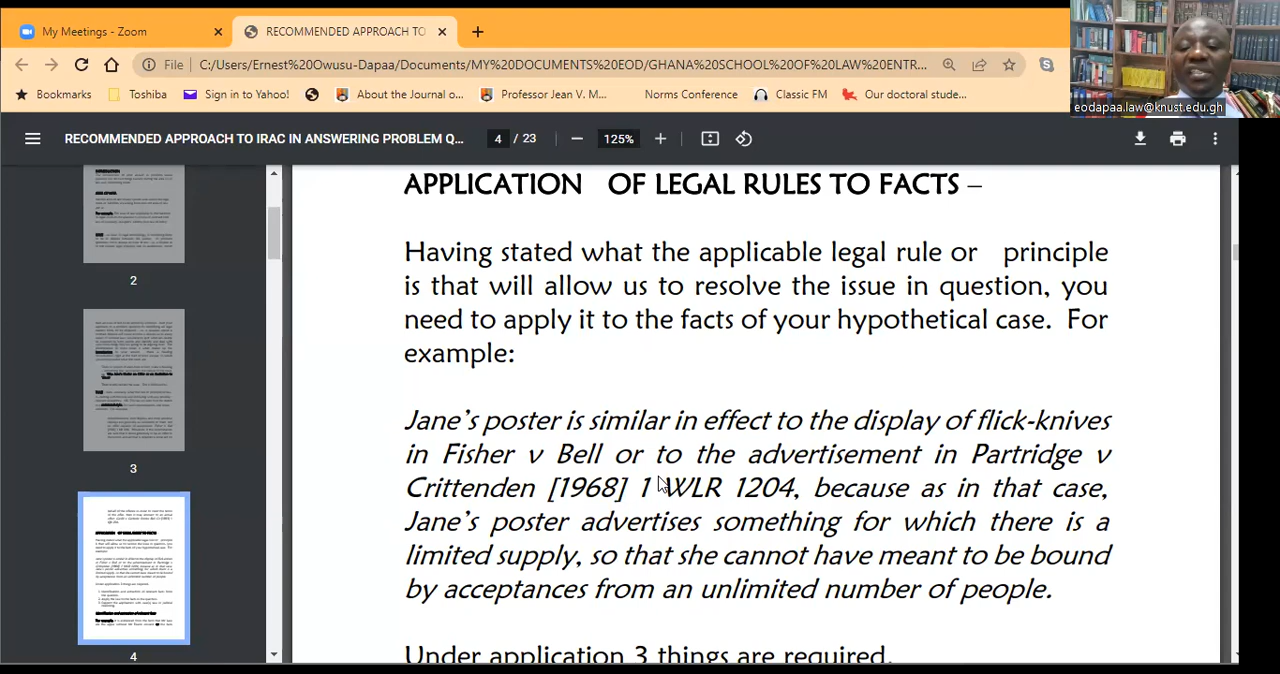 My Meetings - Zoom
RECOMMENDED APPROACH TO
File
C:/Users/Ernest%20Owusu-Dapaa/Documents/MY%20DOCUMENTS%20EOD/GHANA%20SCHOOL%20OF%20LAW%20ENTR...
Bookmarks
Toshiba
Sign in to Yahoo!
About the Journal o...
Professor Jean V. M...
Norms Conference
Classic FM
Our doctoral stude...
eodapaa.law@knust.edu.gh
RECOMMENDED APPROACH TO IRAC IN ANSWERING PROBLEM Q...
4 / 23
125%
2
3
4
APPLICATION OF LEGAL RULES TO FACTS –
Having stated what the applicable legal rule or principle
is that will allow us to resolve the issue in question, you
need to apply it to the facts of your hypothetical case. For
example:
Jane's poster is similar in effect to the display of flick-knives
in Fisher v Bell or to the advertisement in Partridge v
Crittenden [1968] 1 WLR 1204, because as in that case,
Jane's poster advertises something for which there is a
limited supply, so that she cannot have meant to be bound
by acceptances from an unlimited number of people.
Under application 3 things are required.